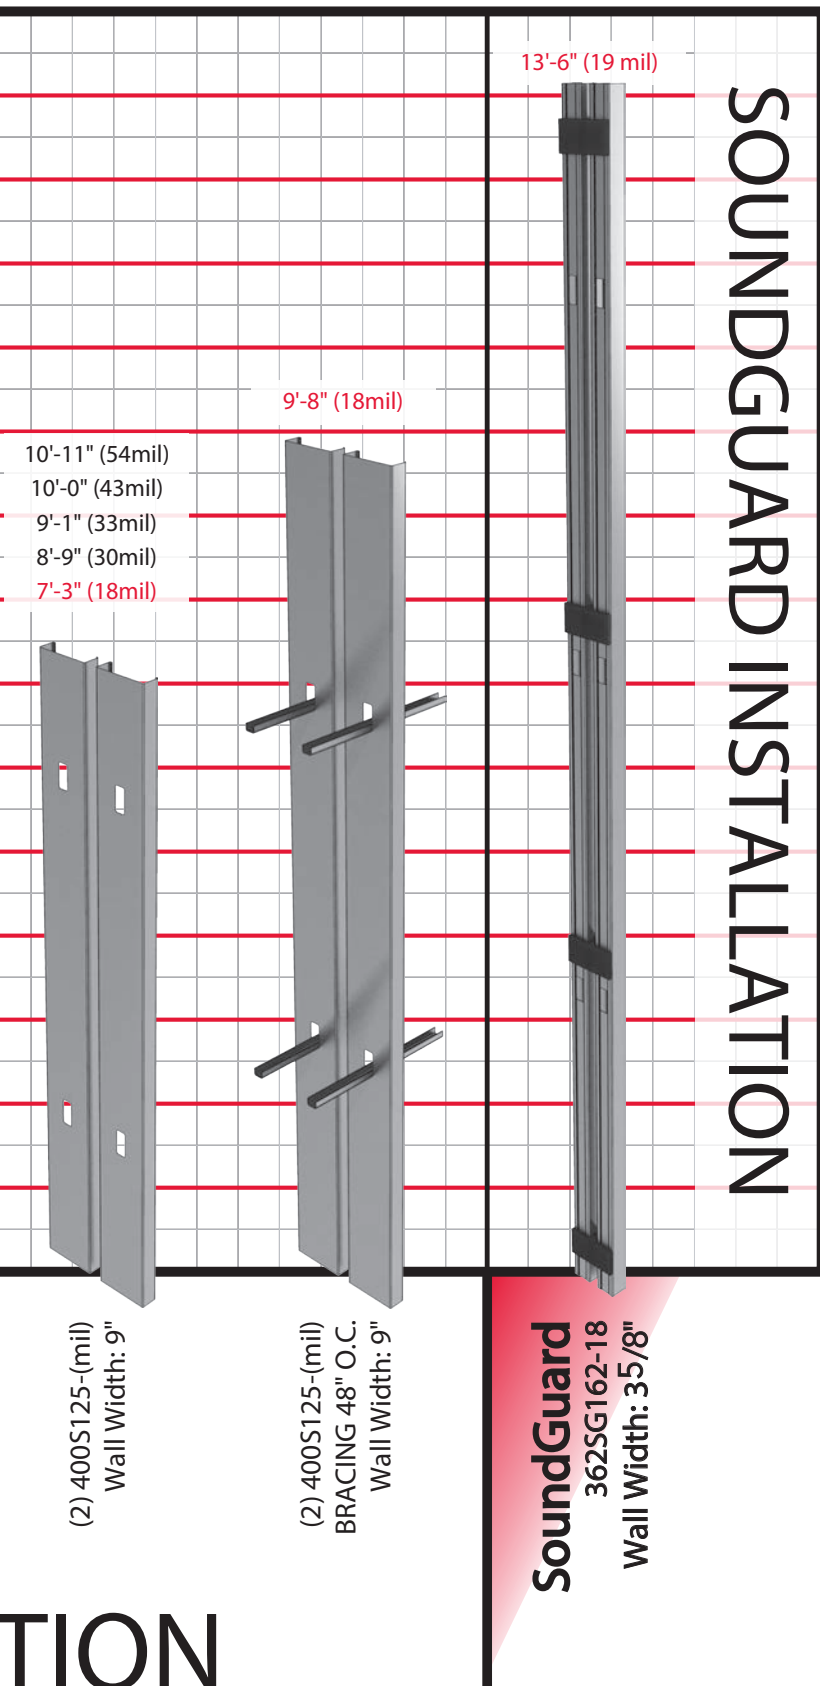 13'-6" (19 mil)
SOUNDGUARD INSTALLATION
9'-8" (18mil)
10'-11" (54mil)
10'-0" (43mil)
9'-1" (33mil)
8'-9" (30mil)
7'-3" (18mil)
(2) 400S125-(mil)
Wall Width: 9"
(2) 400S125-(mil)
BRACING 48" O.C.
Wall Width: 9"
SoundGuard
362SG162-18
Wall Width: 35/8"
TION